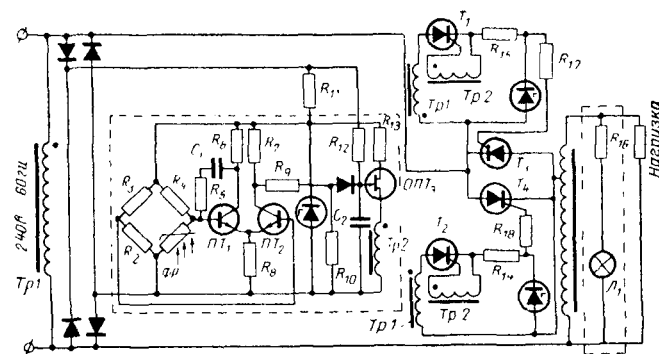 240В 60гц
Тр1
R3
R4
R2
R5
C1
R6
R7
ПТ1
ПТ2
R8
R9
R10
R11
R12
C2
R13
ОПТ3
Тр2
Т1
Тр1
Тр2
R15
R17
Т4
R18
Т2
Тр1
Тр2
R14
R16
Л1
Нагрузка